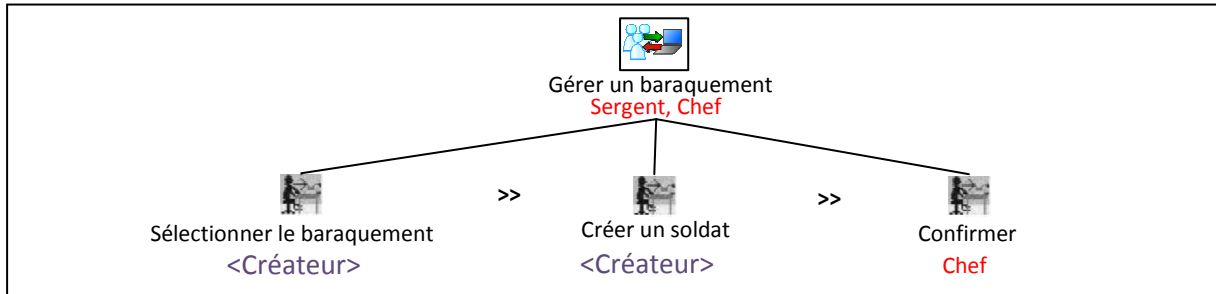 Gérer un baraquement
Sergent, Chef
>>
>>
Sélectionner le baraquement
Créer un soldat
Confirmer
<Créateur>
<Créateur>
Chef